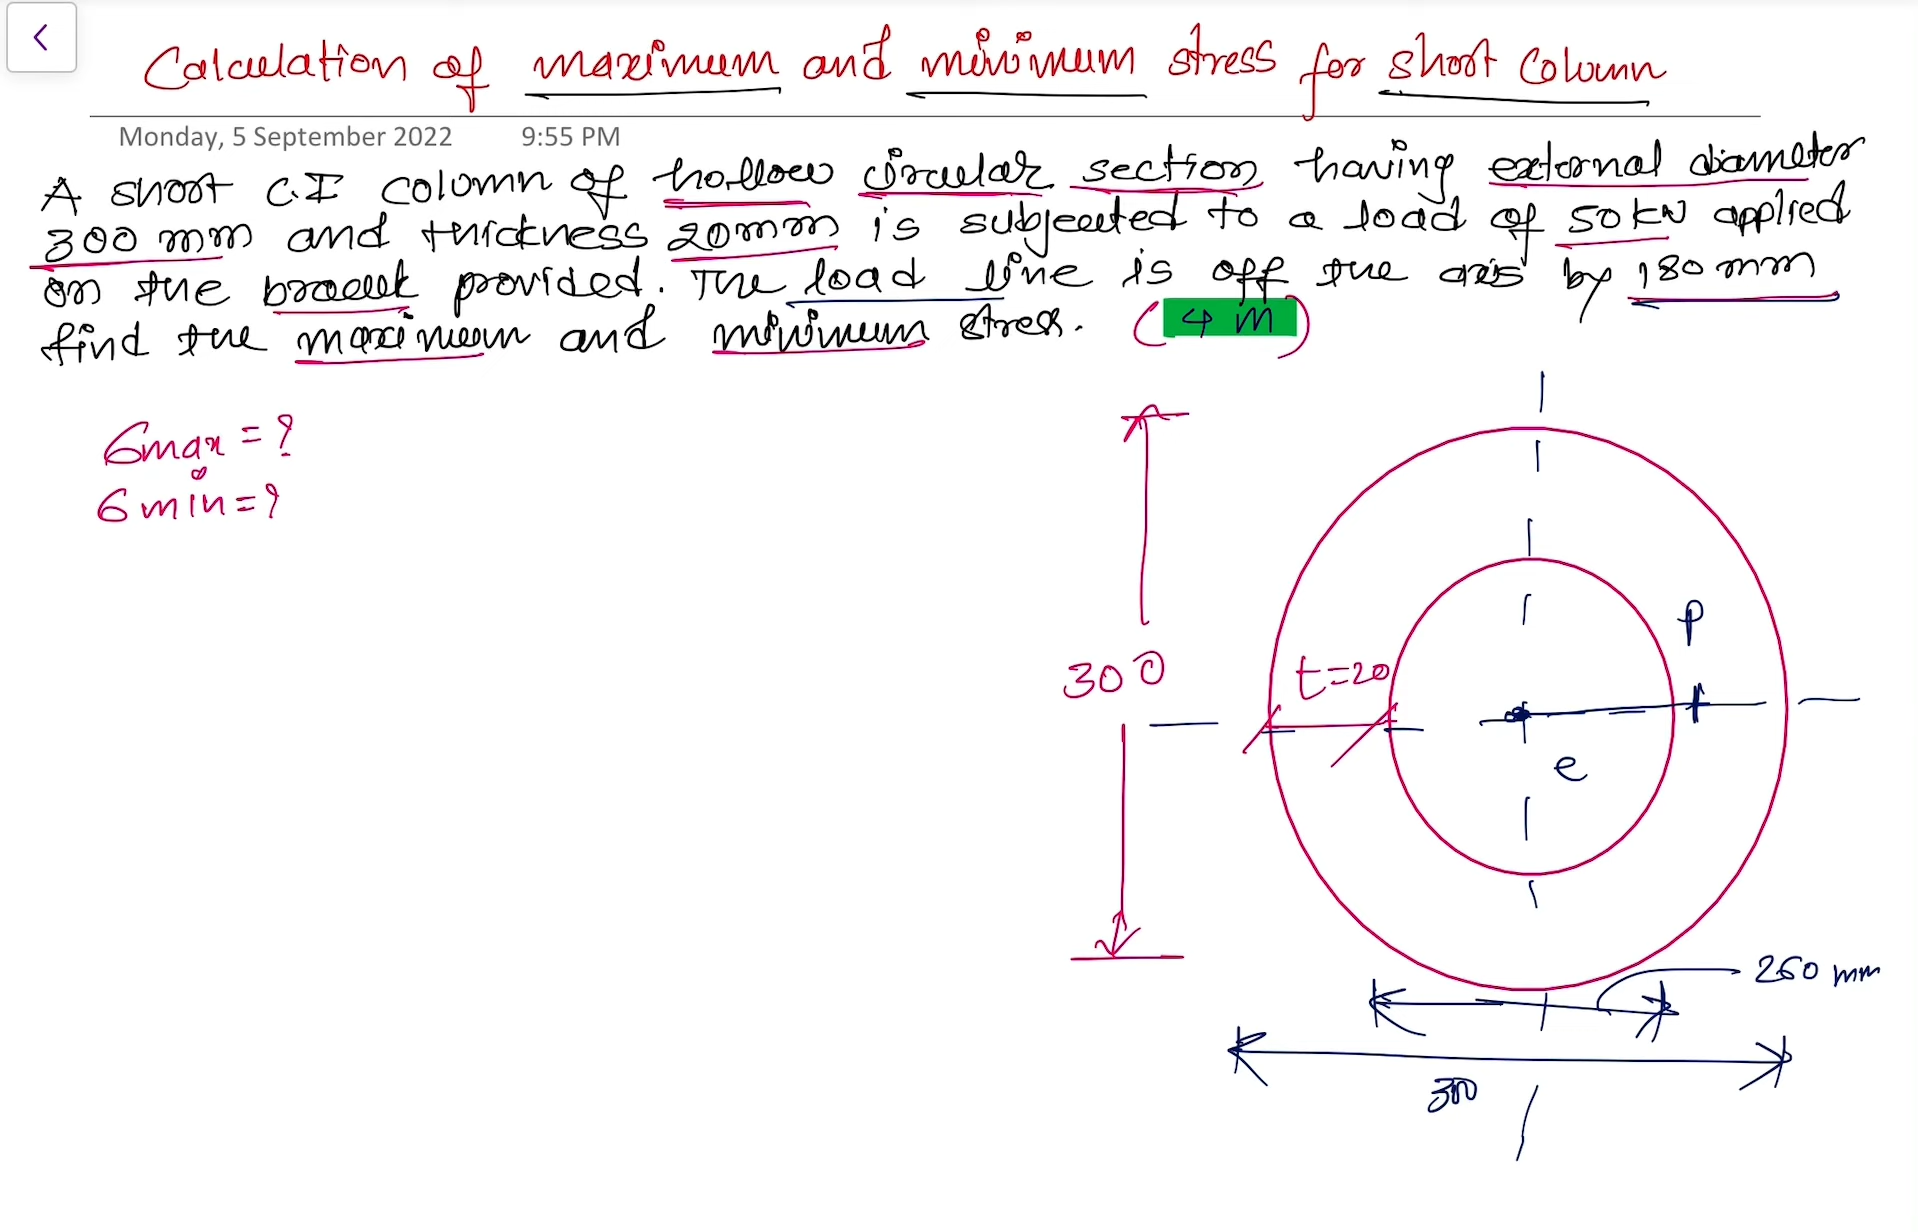 Calculation of maximum and minimum stress for short Column
Monday, 5 September 2022 9:55 PM
A short C.I column of hollow circular section having external diameter
300 mm and thickness 20mm is subjected to a load of 50 kN applied
on the bracket provided. The load line is off the axis by 180 mm
find the maximum and minimum stress. (4 m)
6max = ?
6min = ?
300
t=20
P
e
260 mm
300